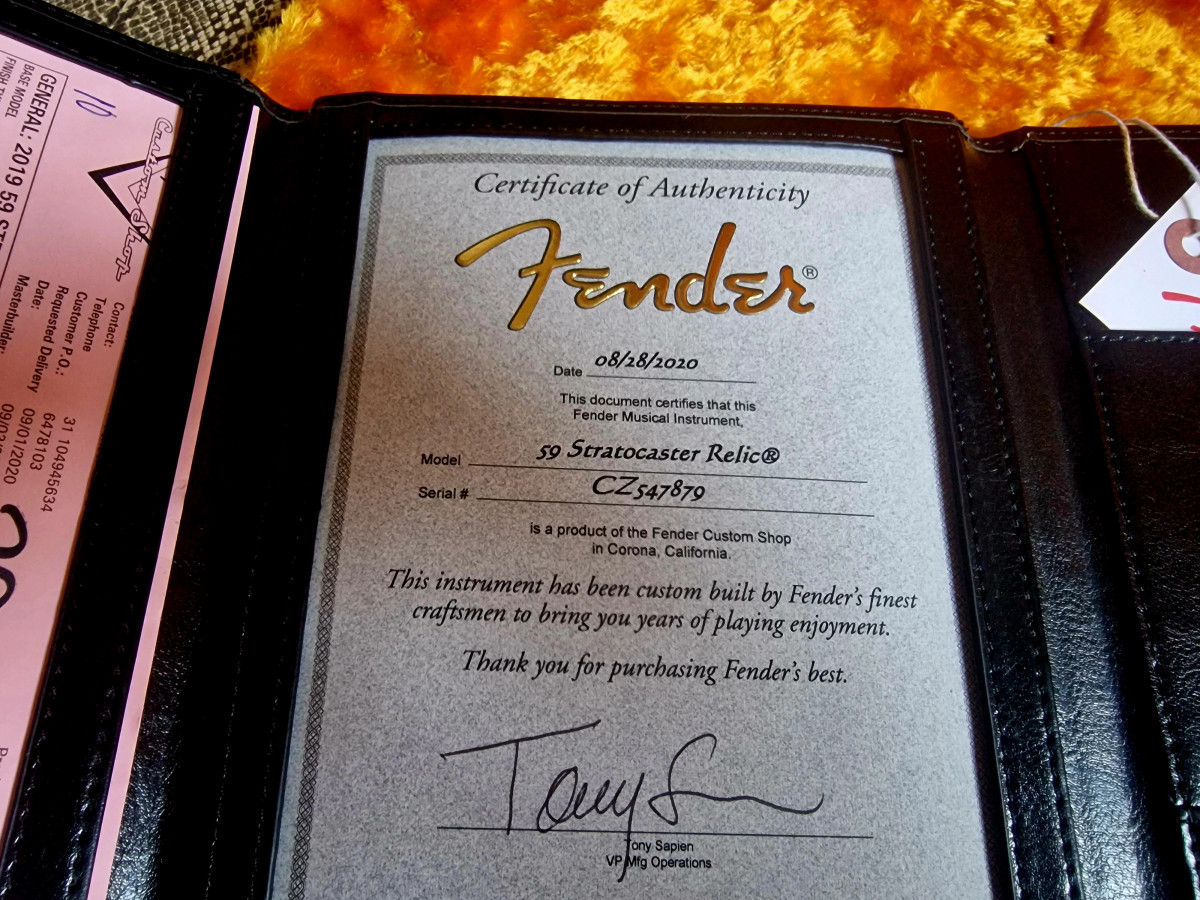 Certificate of Authenticity
Fender®
Date 08/28/2020
This document certifies that this
Fender Musical Instrument,
Model 59 Stratocaster Relic®
Serial # CZ547879
is a product of the Fender Custom Shop
in Corona, California.
This instrument has been custom built by Fender's finest
craftsmen to bring you years of playing enjoyment.
Thank you for purchasing Fender's best.
Tony S
Tony Sapien
VP Mfg Operations
10
Custom Shop
GENERAL: 2019 59
BASE MODEL
FINISH
Contact:
Telephone 31 104945634
Customer P.O.: 6478103
Requested Delivery 09/01/2020
Date:
Masterbuilder: